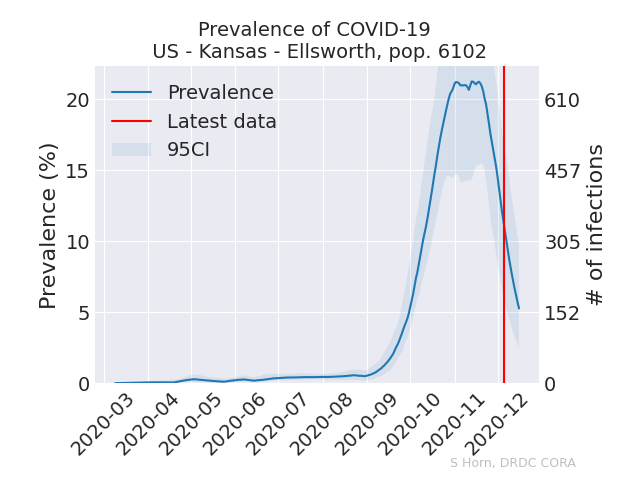 Prevalence of COVID-19
US - Kansas - Ellsworth, pop. 6102
Prevalence
Latest data
95CI
Prevalence (%)
20
15
10
5
0
610
457
305
152
0
# of infections
2020-03
2020-04
2020-05
2020-06
2020-07
2020-08
2020-09
2020-10
2020-11
2020-12
S Horn, DRDC CORA